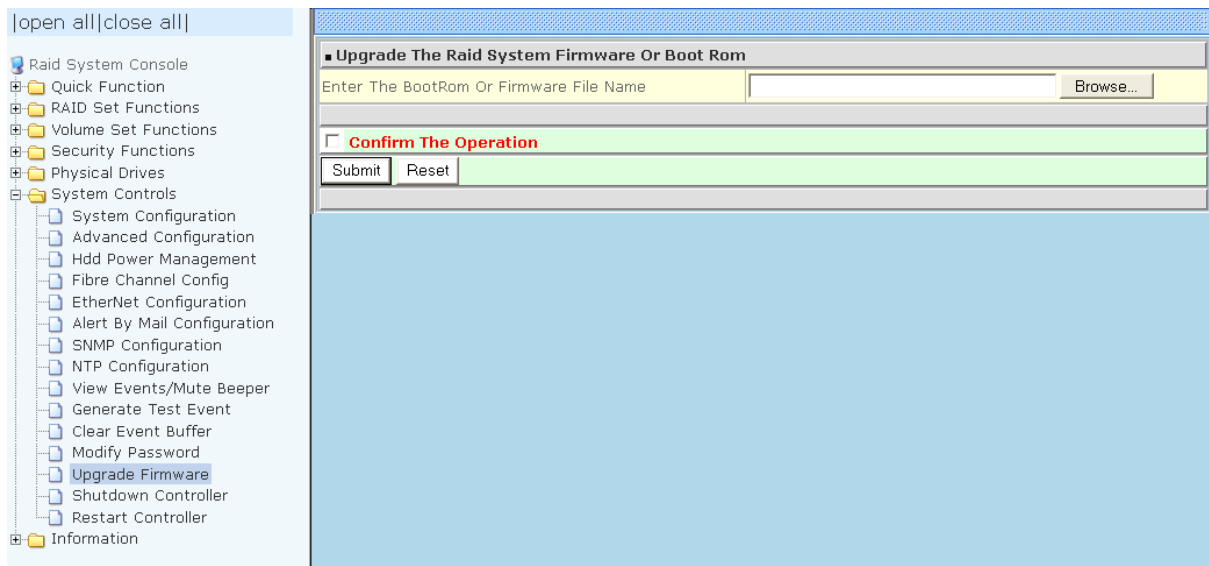 |open all|close all|
Raid System Console
Quick Function
RAID Set Functions
Volume Set Functions
Security Functions
Physical Drives
System Controls
System Configuration
Advanced Configuration
Hdd Power Management
Fibre Channel Config
EtherNet Configuration
Alert By Mail Configuration
SNMP Configuration
NTP Configuration
View Events/Mute Beeper
Generate Test Event
Clear Event Buffer
Modify Password
Upgrade Firmware
Shutdown Controller
Restart Controller
Information
Upgrade The Raid System Firmware Or Boot Rom
Enter The BootRom Or Firmware File Name Browse...
Confirm The Operation
Submit Reset